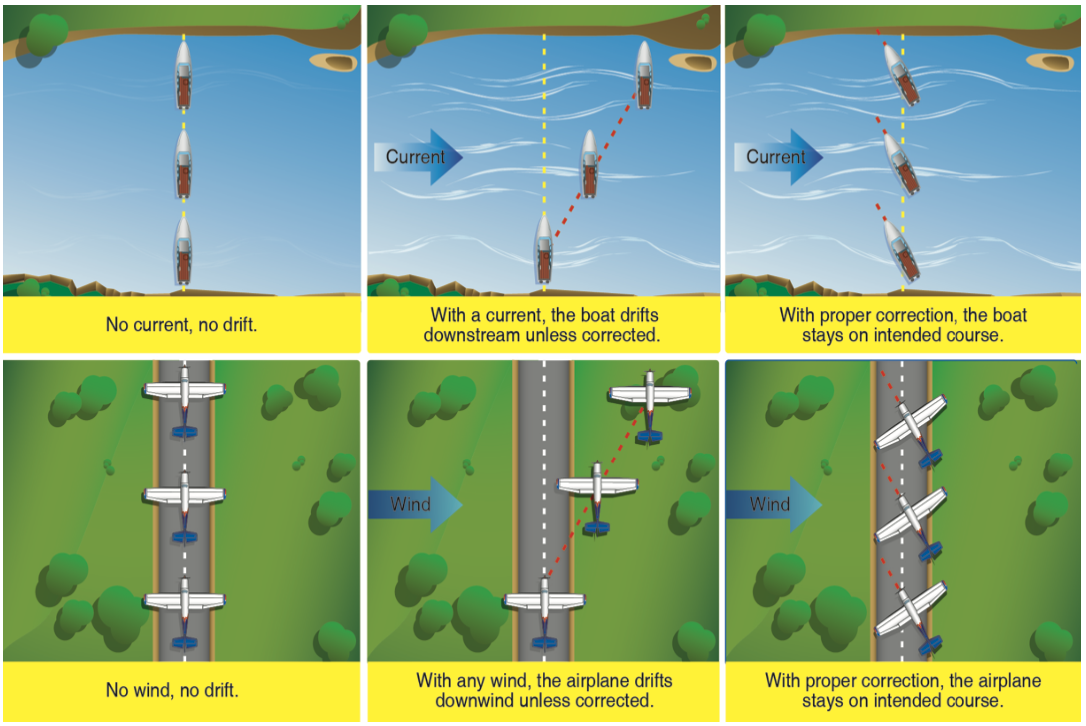 Current
Current
No current, no drift.
With a current, the boat drifts
downstream unless corrected.
With proper correction, the boat
stays on intended course.
Wind
Wind
No wind, no drift.
With any wind, the airplane drifts
downwind unless corrected.
With proper correction, the airplane
stays on intended course.